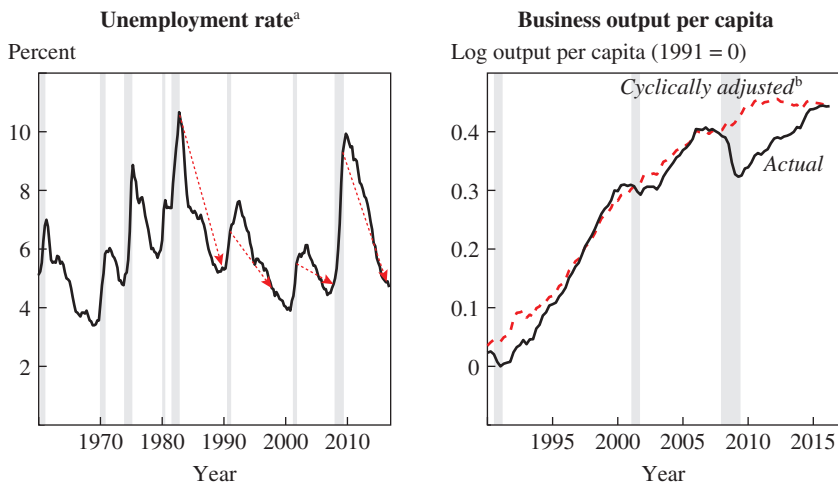 Unemployment rateᵃ
Percent
10
8
6
4
2
1970 1980 1990 2000 2010
Year
Business output per capita
Log output per capita (1991 = 0)
Cyclically adjustedᵇ
0.4
Actual
0.3
0.2
0.1
0
1995 2000 2005 2010 2015
Year